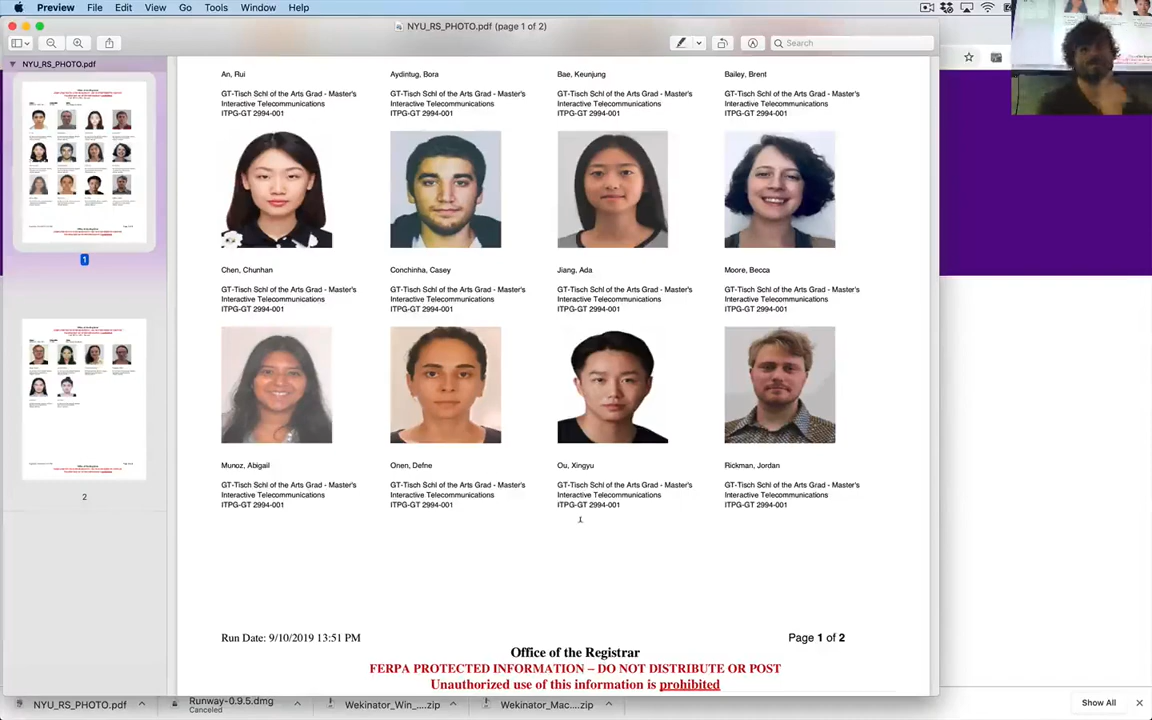 Preview File Edit View Go Tools Window Help
NYU_RS_PHOTO.pdf (page 1 of 2)
Search
NYU_RS_PHOTO.pdf
1
2
An, Rui Aydintug, Bora Bae, Keunjung Bailey, Brent
GT-Tisch Schl of the Arts Grad - Master's GT-Tisch Schl of the Arts Grad - Master's GT-Tisch Schl of the Arts Grad - Master's GT-Tisch Schl of the Arts Grad - Master's
Interactive Telecommunications Interactive Telecommunications Interactive Telecommunications Interactive Telecommunications
ITPG-GT 2994-001 ITPG-GT 2994-001 ITPG-GT 2994-001 ITPG-GT 2994-001
Chen, Chunhan Conchinha, Casey Jiang, Ada Moore, Becca
GT-Tisch Schl of the Arts Grad - Master's GT-Tisch Schl of the Arts Grad - Master's GT-Tisch Schl of the Arts Grad - Master's GT-Tisch Schl of the Arts Grad - Master's
Interactive Telecommunications Interactive Telecommunications Interactive Telecommunications Interactive Telecommunications
ITPG-GT 2994-001 ITPG-GT 2994-001 ITPG-GT 2994-001 ITPG-GT 2994-001
Munoz, Abigail Onen, Defne Ou, Xingyu Rickman, Jordan
GT-Tisch Schl of the Arts Grad - Master's GT-Tisch Schl of the Arts Grad - Master's GT-Tisch Schl of the Arts Grad - Master's GT-Tisch Schl of the Arts Grad - Master's
Interactive Telecommunications Interactive Telecommunications Interactive Telecommunications Interactive Telecommunications
ITPG-GT 2994-001 ITPG-GT 2994-001 ITPG-GT 2994-001 ITPG-GT 2994-001
Run Date: 9/10/2019 13:51 PM Page 1 of 2
Office of the Registrar
FERPA PROTECTED INFORMATION – DO NOT DISTRIBUTE OR POST
Unauthorized use of this information is prohibited
NYU_RS_PHOTO.pdf Runway-0.9.5.dmg Wekinator_Win_....zip Wekinator_Mac....zip Show All
Canceled